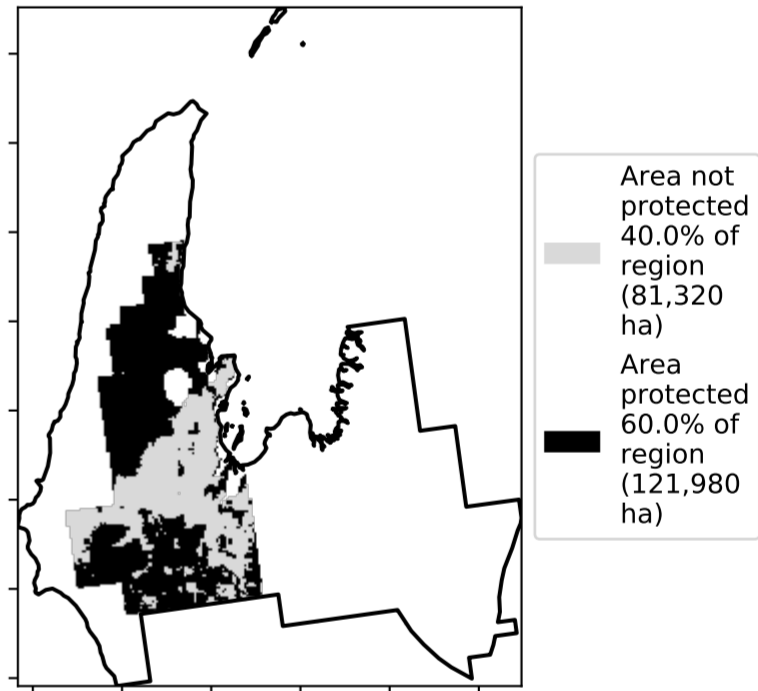 Area not
protected
40.0% of
region
(81,320
ha)
Area
protected
60.0% of
region
(121,980
ha)